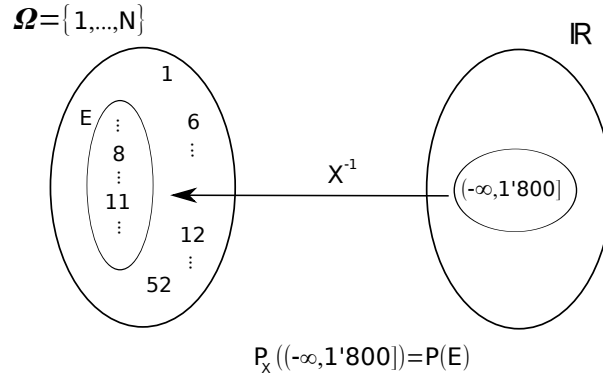 Ω={1,...,N}
ℝ
1
E
⋮
6
⋮
8
⋮
11
⋮
X⁻¹
(-∞,1'800]
12
⋮
52
Pₓ((-∞,1'800])=P(E)